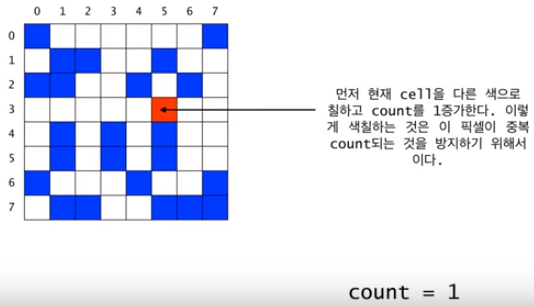 0 1 2 3 4 5 6 7
0
1
2
3
4
5
6
7
먼저 현재 cell을 다른 색으로
칠하고 count를 1증가한다. 이렇
게 색칠하는 것은 이 픽셀이 중복
count되는 것을 방지하기 위해서
이다.
count = 1